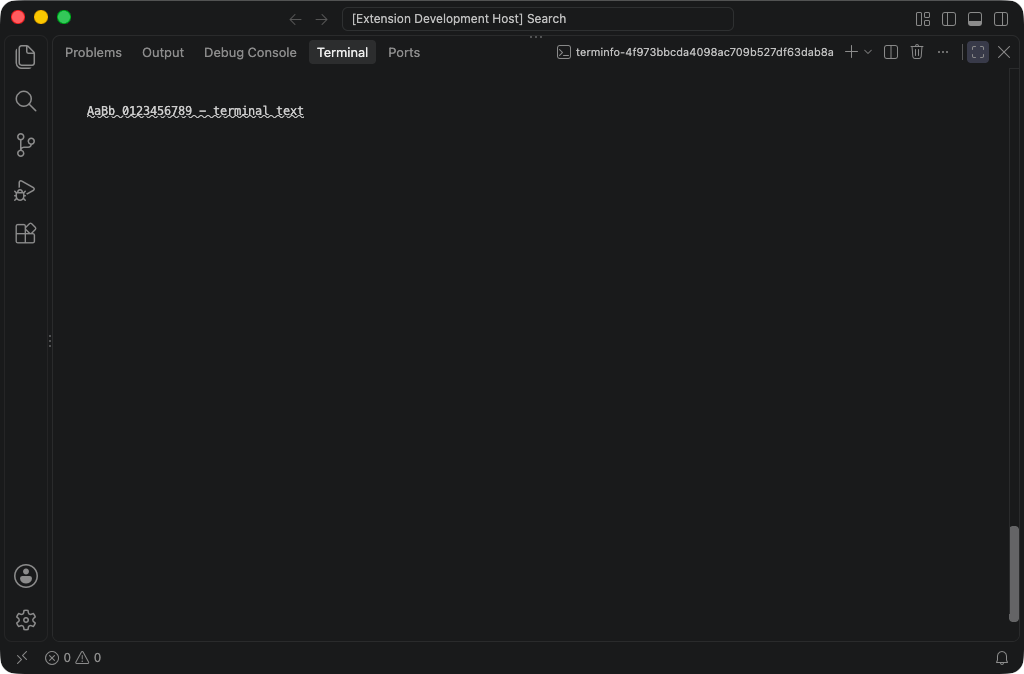 [Extension Development Host] Search
Problems Output Debug Console Terminal Ports
terminfo-4f973bbcda4098ac709b527df63dab8a
AaBb 0123456789 — terminal text
0 0